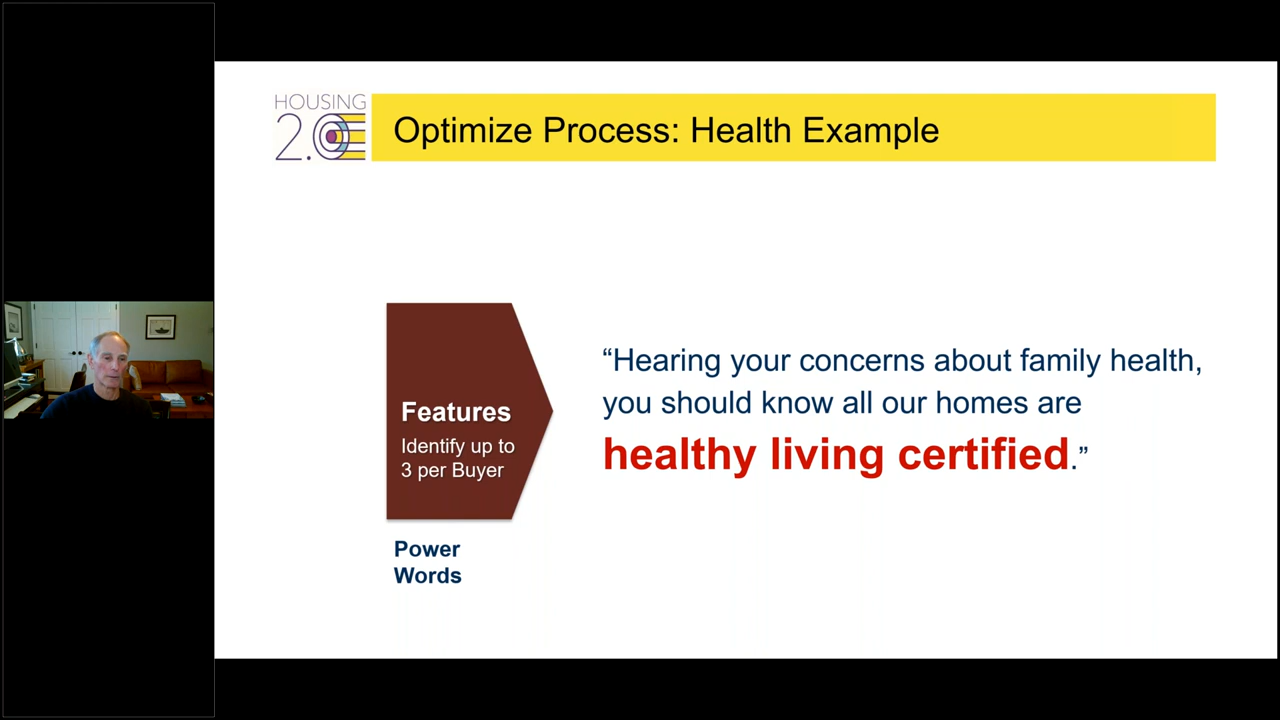 HOUSING
2.0
Optimize Process: Health Example
Features
Identify up to
3 per Buyer
Power
Words
“Hearing your concerns about family health,
you should know all our homes are
healthy living certified.”